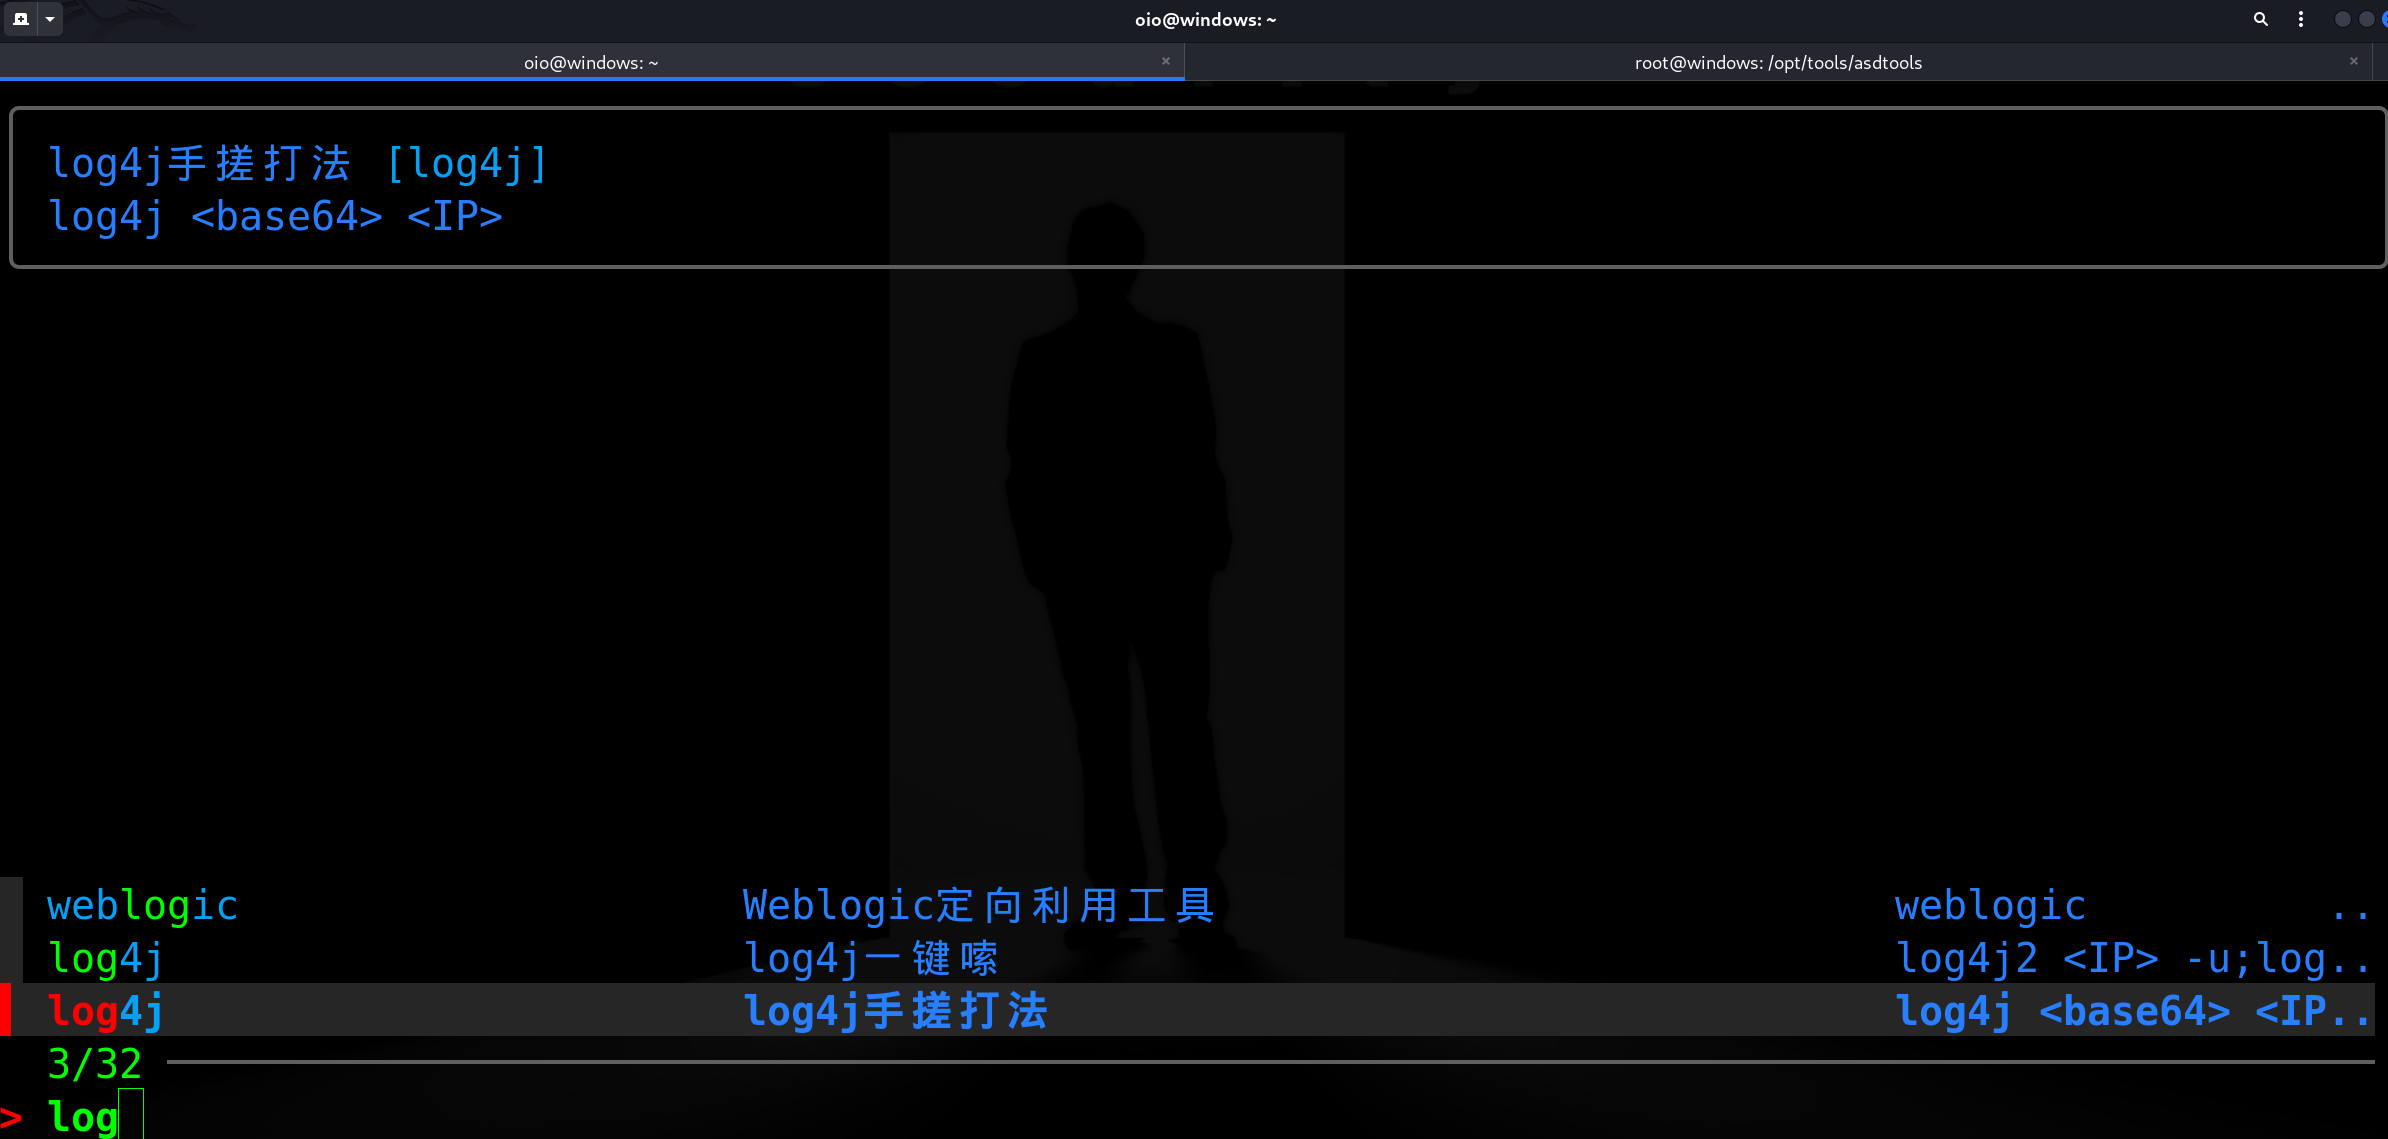 oio@windows: ~
oio@windows: ~ × root@windows: /opt/tools/asdtools ×
log4j手搓打法 [log4j]
log4j <base64> <IP>
weblogic Weblogic定向利用工具 weblogic ..
log4j log4j一键嗦 log4j2 <IP> -u;log..
log4j log4j手搓打法 log4j <base64> <IP..
3/32
> log